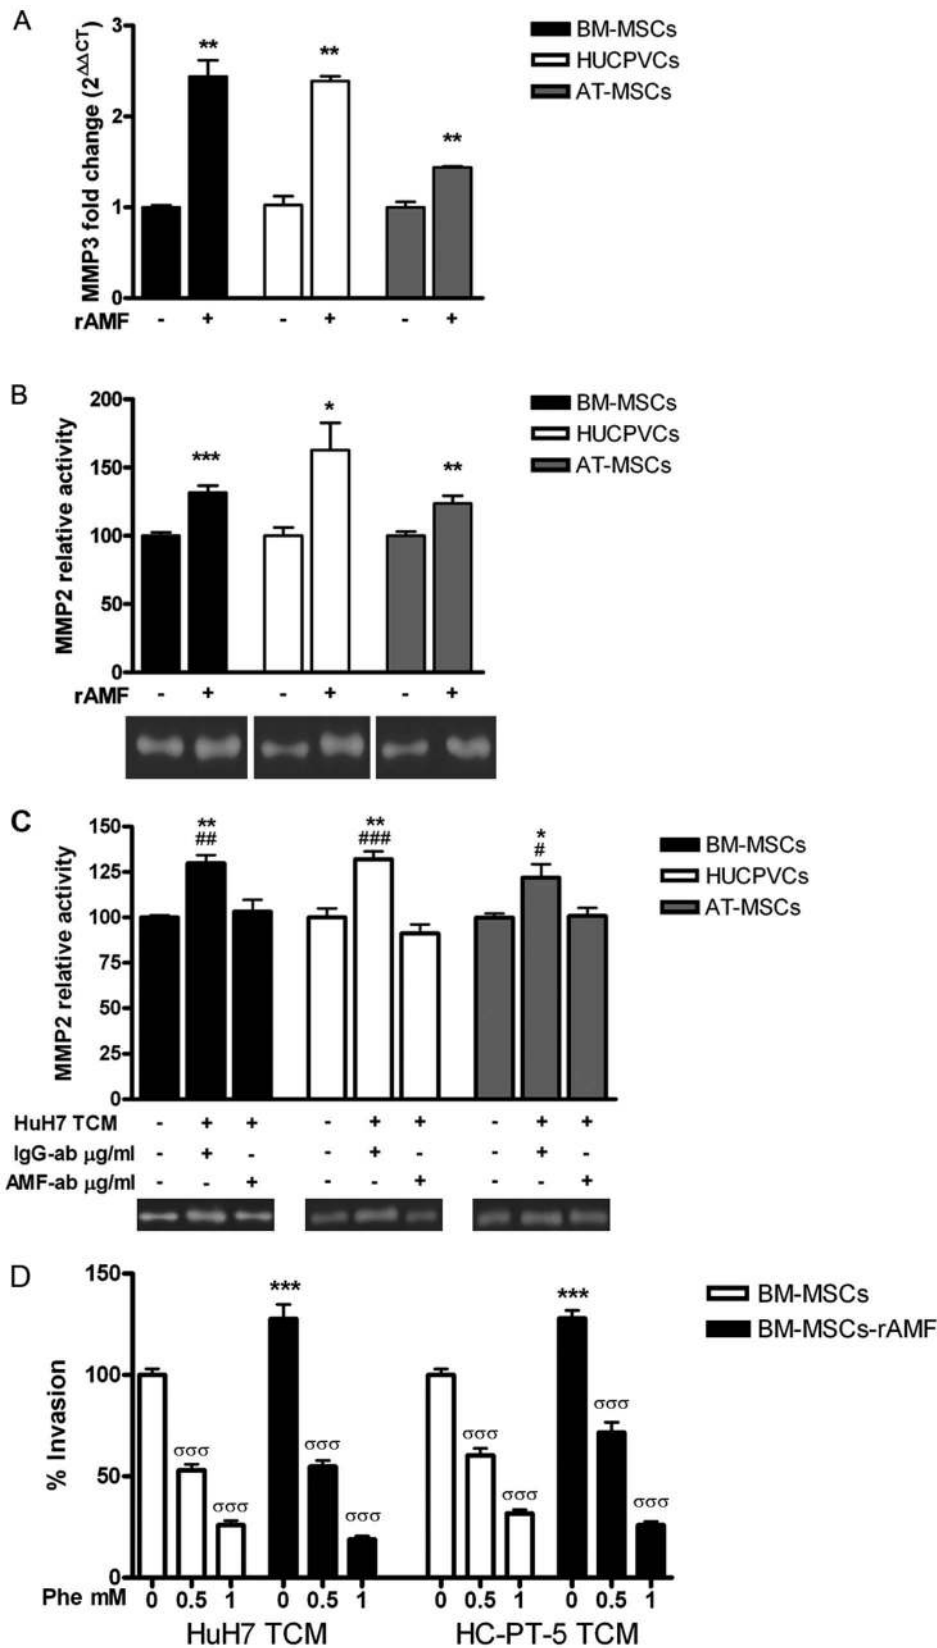 A
MMP3 fold change (2^ΔΔCT)
3
2
1
0
** ** **
BM-MSCs
HUCPVCs
AT-MSCs
rAMF - + - + - +
B
MMP2 relative activity
200
150
100
50
0
*** * **
BM-MSCs
HUCPVCs
AT-MSCs
rAMF - + - + - +
C
MMP2 relative activity
150
125
100
75
50
25
0
** ** *
## ### #
BM-MSCs
HUCPVCs
AT-MSCs
HuH7 TCM - + + - + + - + +
IgG-ab μg/ml - + - - + - - + -
AMF-ab μg/ml - - + - - + - - +
D
% Invasion
150
100
50
0
*** ***
σσσ σσσ σσσ σσσ σσσ σσσ σσσ σσσ
BM-MSCs
BM-MSCs-rAMF
Phe mM 0 0.5 1 0 0.5 1 0 0.5 1 0 0.5 1
HuH7 TCM HC-PT-5 TCM